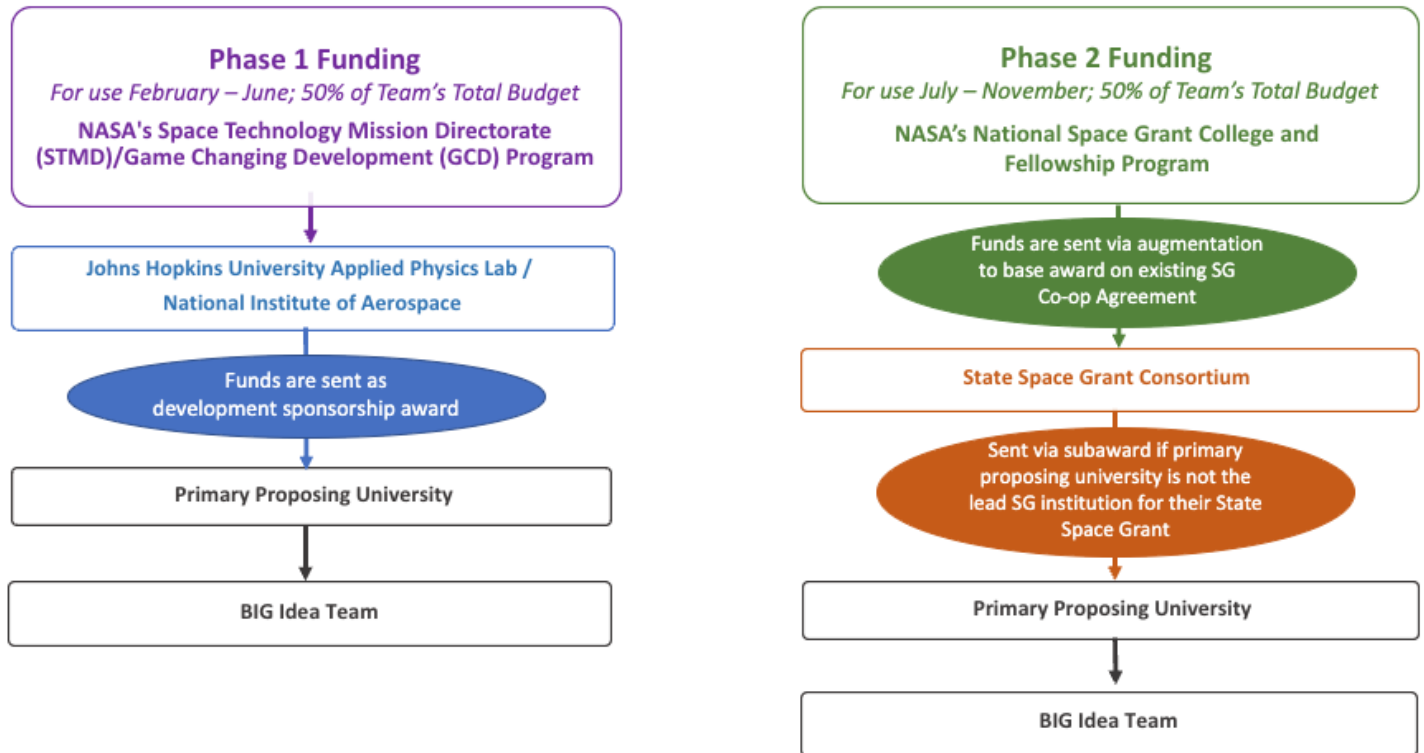 Phase 1 Funding
For use February – June; 50% of Team's Total Budget
NASA's Space Technology Mission Directorate
(STMD)/Game Changing Development (GCD) Program
Johns Hopkins University Applied Physics Lab /
National Institute of Aerospace
Funds are sent as
development sponsorship award
Primary Proposing University
BIG Idea Team
Phase 2 Funding
For use July – November; 50% of Team's Total Budget
NASA's National Space Grant College and
Fellowship Program
Funds are sent via augmentation
to base award on existing SG
Co-op Agreement
State Space Grant Consortium
Sent via subaward if primary
proposing university is not the
lead SG institution for their State
Space Grant
Primary Proposing University
BIG Idea Team